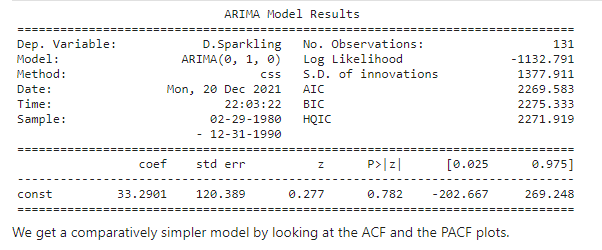 ARIMA Model Results
==============================================================================
Dep. Variable:            D.Sparkling   No. Observations:                  131
Model:                 ARIMA(0, 1, 0)   Log Likelihood               -1132.791
Method:                           css   S.D. of innovations           1377.911
Date:                Mon, 20 Dec 2021   AIC                           2269.583
Time:                        22:03:22   BIC                           2275.333
Sample:                    02-29-1980   HQIC                          2271.919
- 12-31-1990
==============================================================================
coef    std err          z      P>|z|      [0.025      0.975]
------------------------------------------------------------------------------
const         33.2901    120.389      0.277      0.782    -202.667     269.248
==============================================================================
We get a comparatively simpler model by looking at the ACF and the PACF plots.